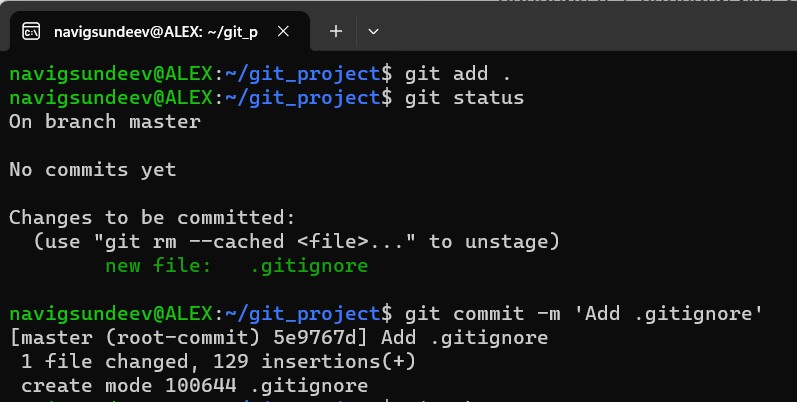 navigsundeev@ALEX: ~/git_p
navigsundeev@ALEX:~/git_project$ git add .
navigsundeev@ALEX:~/git_project$ git status
On branch master
No commits yet
Changes to be committed:
(use "git rm --cached <file>..." to unstage)
new file:   .gitignore
navigsundeev@ALEX:~/git_project$ git commit -m 'Add .gitignore'
[master (root-commit) 5e9767d] Add .gitignore
1 file changed, 129 insertions(+)
create mode 100644 .gitignore